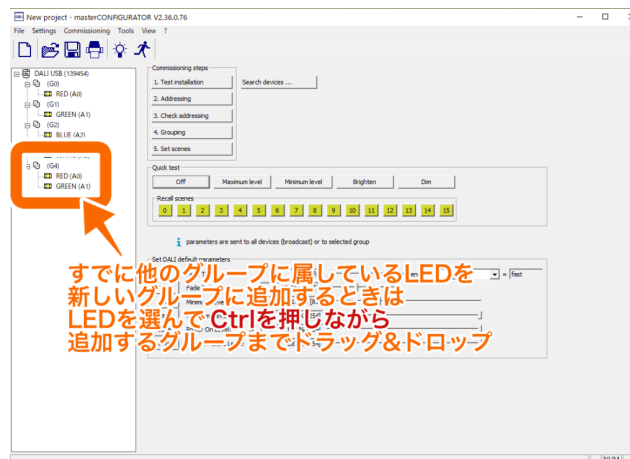 New project - masterCONFIGURATOR V2.36.0.76
File Settings Commissioning Tools View ?
DALI USB (139454)
(G0)
RED (A0)
(G1)
GREEN (A1)
(G2)
BLUE (A2)
(G4)
RED (A0)
GREEN (A1)
Commissioning steps
1. Test installation
Search devices ...
2. Addressing
3. Check addressing
4. Grouping
5. Set scenes
Quick test
Off Maximum level Minimum level Brighten Dim
Recall scenes
0 1 2 3 4 5 6 7 8 9 10 11 12 13 14 15
parameters are sent to all devices (broadcast) or to selected group
Set DALI default parameters
= fast
すでに他のグループに属しているLEDを
新しいグループに追加するときは
LEDを選んで、Ctrlを押しながら
追加するグループまでドラッグ&ドロップ
NUM